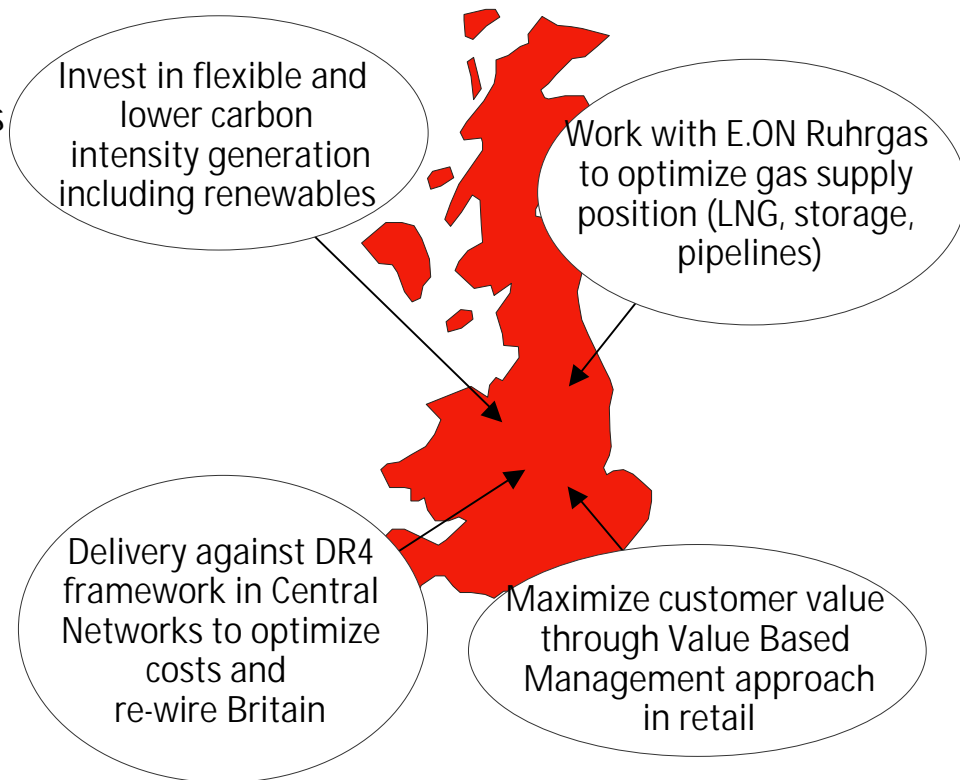 Invest in flexible and
lower carbon
intensity generation
including renewables
Work with E.ON Ruhrgas
to optimize gas supply
position (LNG, storage,
pipelines)
Delivery against DR4
framework in Central
Networks to optimize
costs and
re-wire Britain
Maximize customer value
through Value Based
Management approach
in retail